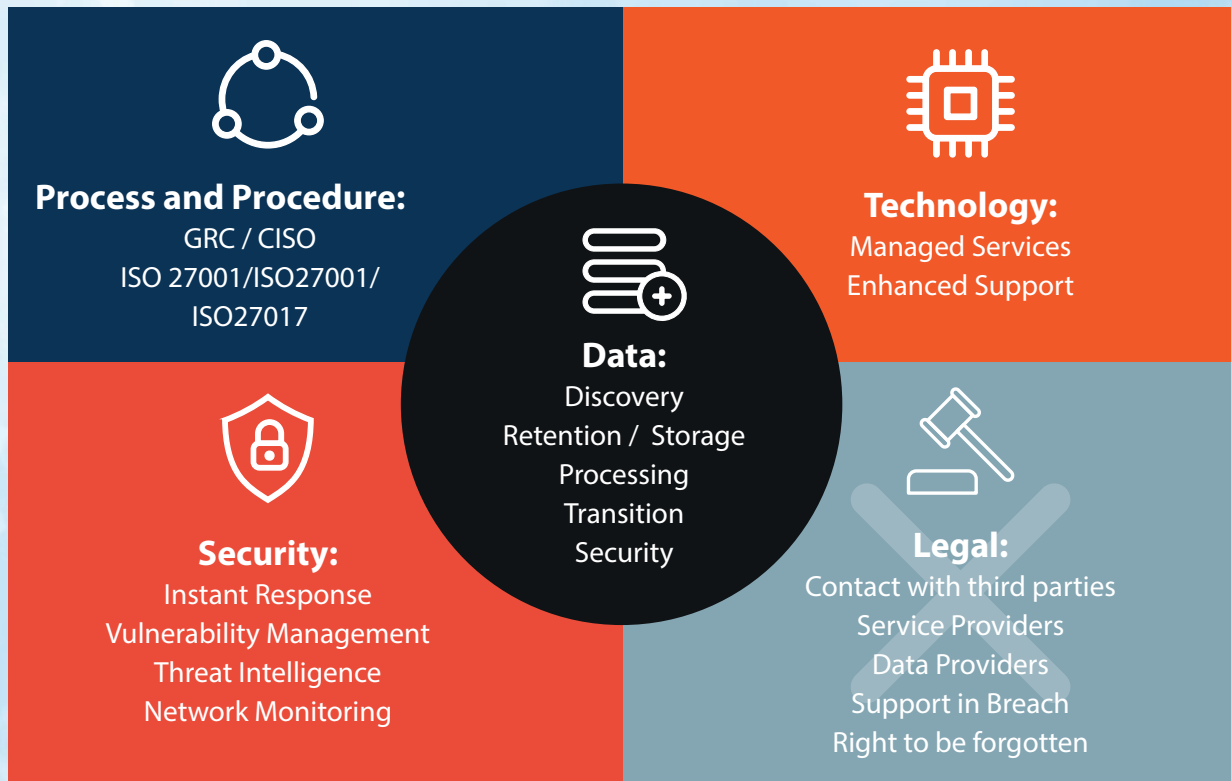 Process and Procedure:
GRC / CISO
ISO 27001/ISO27001/
ISO27017
Technology:
Managed Services
Enhanced Support
Data:
Discovery
Retention / Storage
Processing
Transition
Security
Security:
Instant Response
Vulnerability Management
Threat Intelligence
Network Monitoring
Legal:
Contact with third parties
Service Providers
Data Providers
Support in Breach
Right to be forgotten